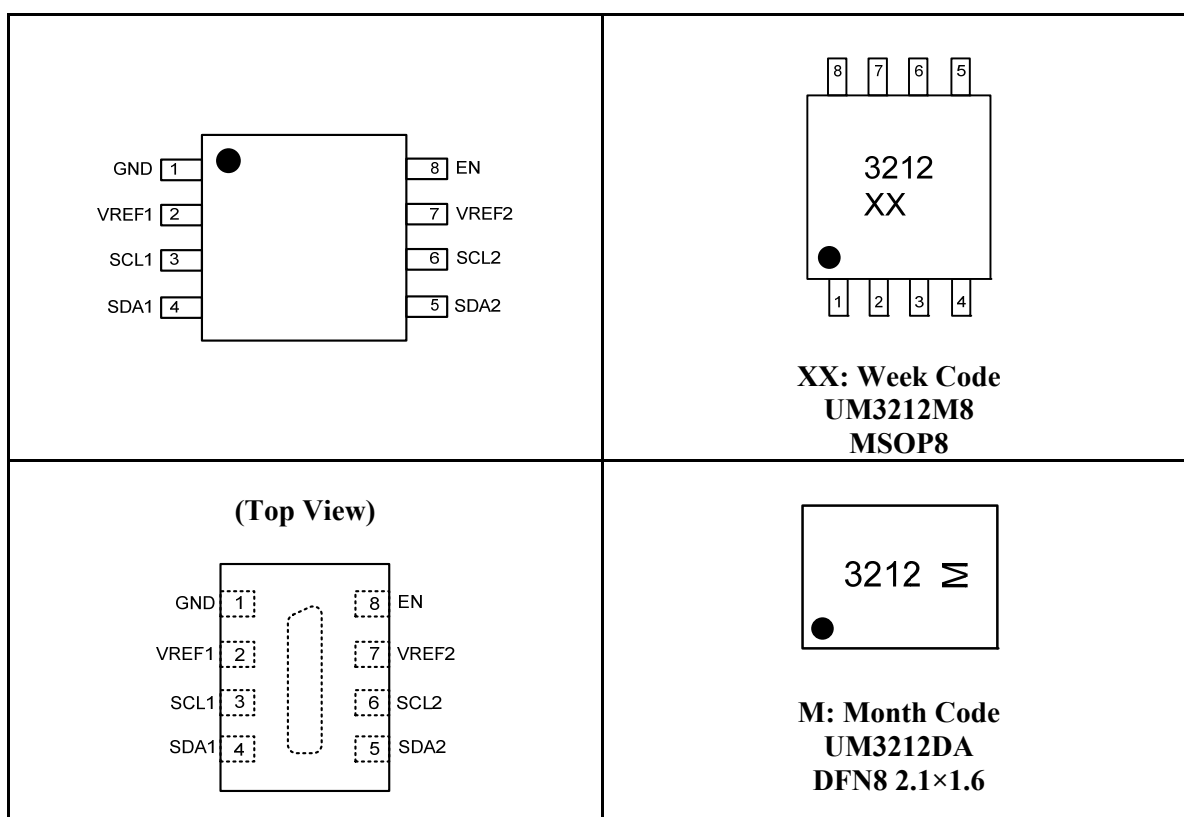 GND 1 8 EN
VREF1 2 7 VREF2
SCL1 3 6 SCL2
SDA1 4 5 SDA2
8 7 6 5
3212
XX
1 2 3 4
XX: Week Code
UM3212M8
MSOP8
(Top View)
GND 1 8 EN
VREF1 2 7 VREF2
SCL1 3 6 SCL2
SDA1 4 5 SDA2
3212 M
M: Month Code
UM3212DA
DFN8 2.1×1.6